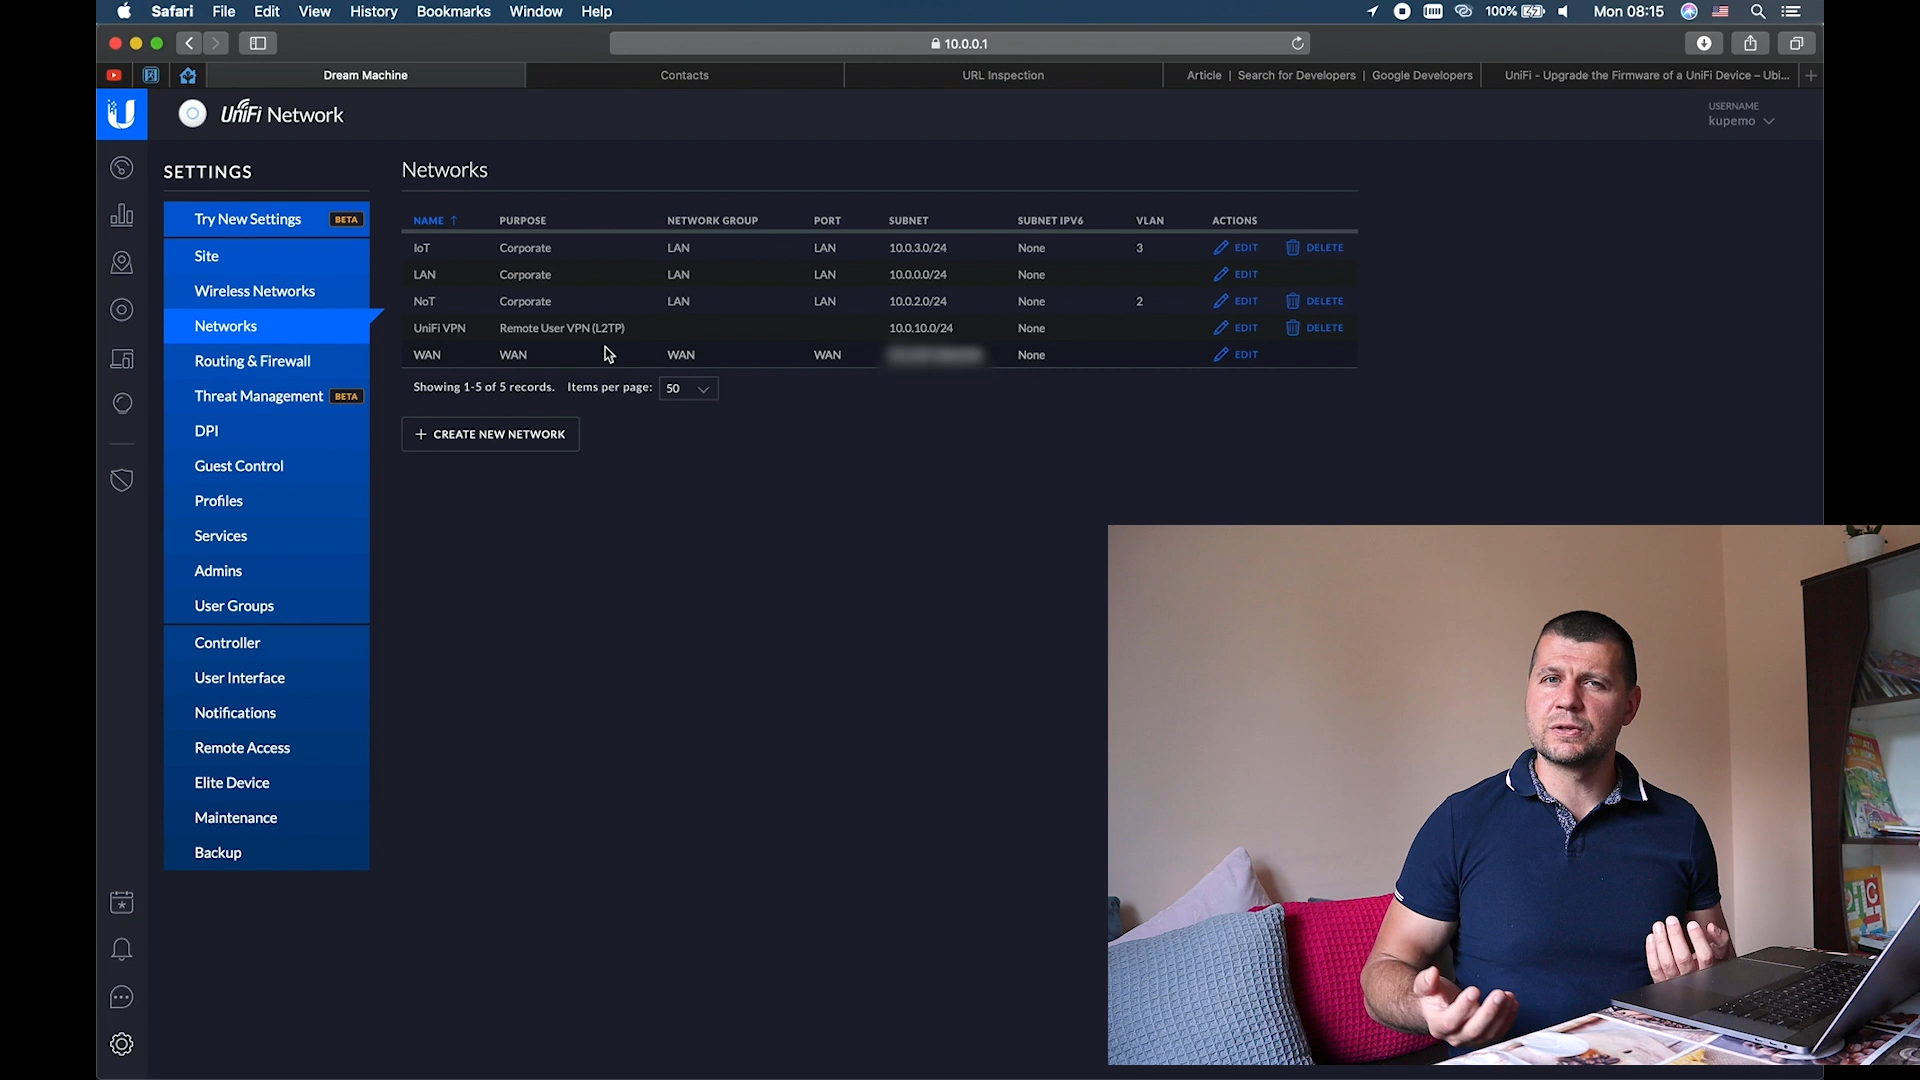 Safari File Edit View History Bookmarks Window Help 100% Mon 08:15
10.0.0.1
Dream Machine Contacts URL Inspection Article | Search for Developers | Google Developers UniFi - Upgrade the Firmware of a UniFi Device – Ubi...
UniFi Network
USERNAME
kupemo
SETTINGS
Try New Settings BETA
Site
Wireless Networks
Networks
Routing & Firewall
Threat Management BETA
DPI
Guest Control
Profiles
Services
Admins
User Groups
Controller
User Interface
Notifications
Remote Access
Elite Device
Maintenance
Backup
Networks
NAME ↑ PURPOSE NETWORK GROUP PORT SUBNET SUBNET IPV6 VLAN ACTIONS
IoT Corporate LAN LAN 10.0.3.0/24 None 3 EDIT DELETE
LAN Corporate LAN LAN 10.0.0.0/24 None EDIT
NoT Corporate LAN LAN 10.0.2.0/24 None 2 EDIT DELETE
UniFi VPN Remote User VPN (L2TP) 10.0.10.0/24 None EDIT DELETE
WAN WAN WAN WAN None EDIT
Showing 1-5 of 5 records. Items per page: 50
+ CREATE NEW NETWORK